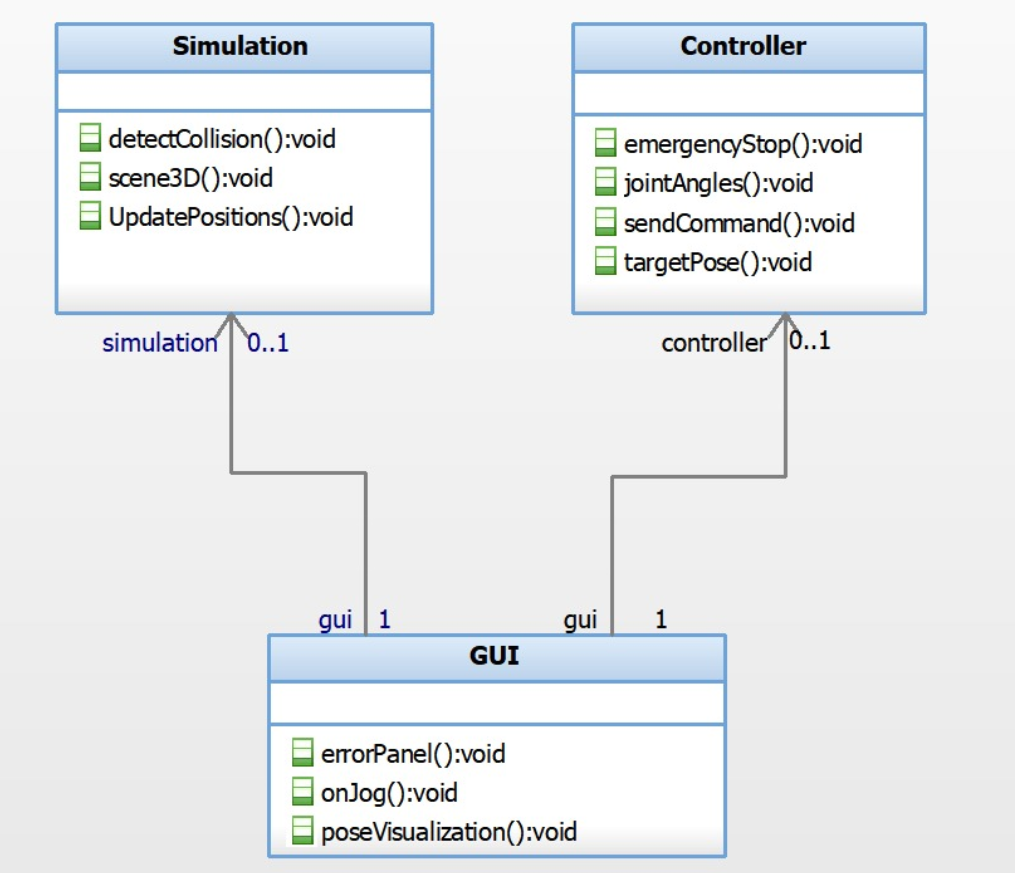 Simulation
detectCollision():void
scene3D():void
UpdatePositions():void
Controller
emergencyStop():void
jointAngles():void
sendCommand():void
targetPose():void
simulation 0..1
controller 0..1
gui 1
gui 1
GUI
errorPanel():void
onJog():void
poseVisualization():void